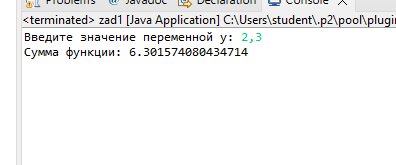 Problems Javadoc Declaration Console
<terminated> zad1 [Java Application] C:\Users\student\.p2\pool\plugin
Введите значение переменной y: 2,3
Сумма функции: 6.301574080434714